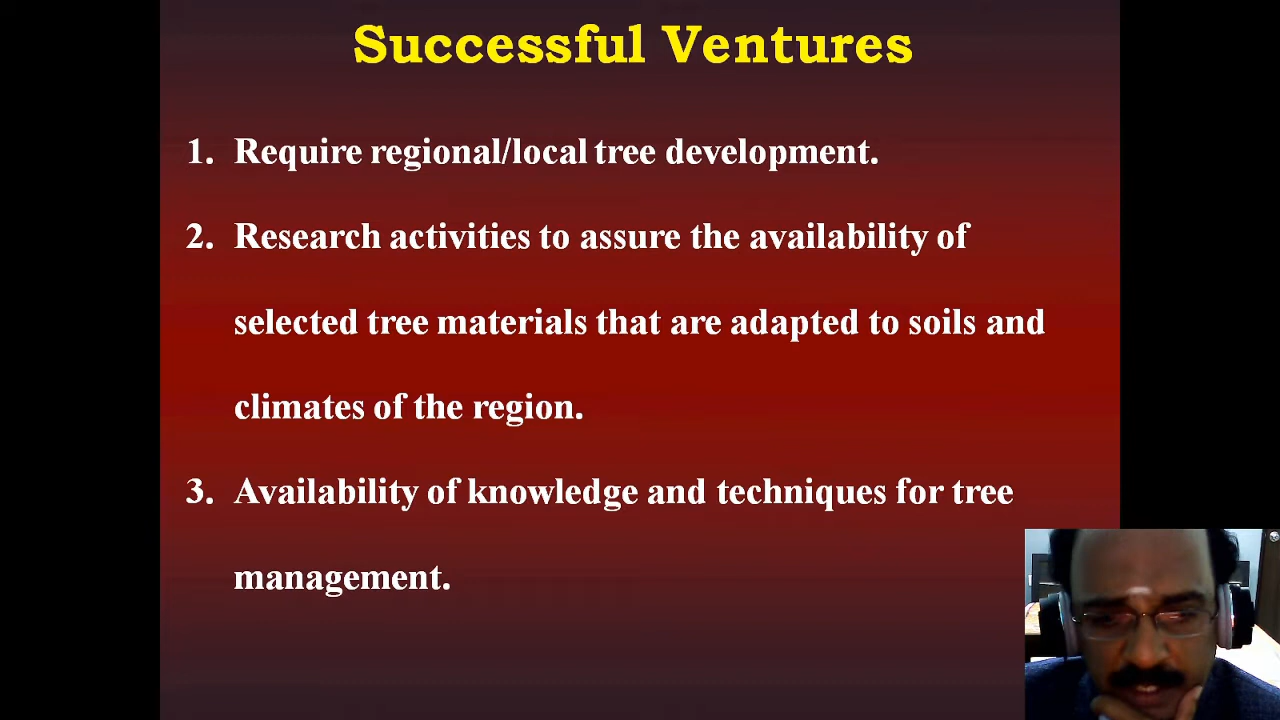 Successful Ventures
1. Require regional/local tree development.
2. Research activities to assure the availability of
selected tree materials that are adapted to soils and
climates of the region.
3. Availability of knowledge and techniques for tree
management.